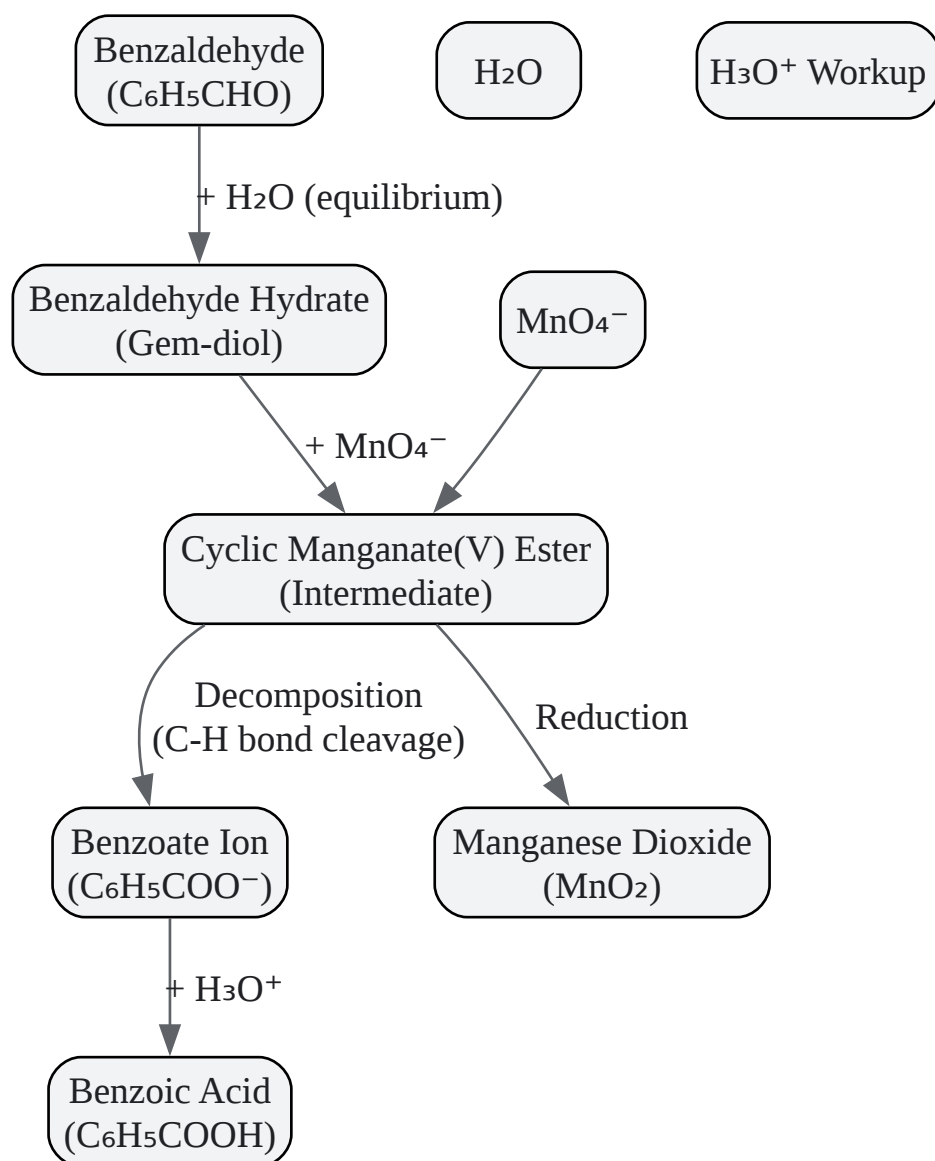 Benzaldehyde
(C₆H₅CHO)
H₂O
H₃O⁺ Workup
+ H₂O (equilibrium)
Benzaldehyde Hydrate
(Gem-diol)
MnO₄⁻
+ MnO₄⁻
Cyclic Manganate(V) Ester
(Intermediate)
Decomposition
(C-H bond cleavage)
Reduction
Benzoate Ion
(C₆H₅COO⁻)
Manganese Dioxide
(MnO₂)
+ H₃O⁺
Benzoic Acid
(C₆H₅COOH)